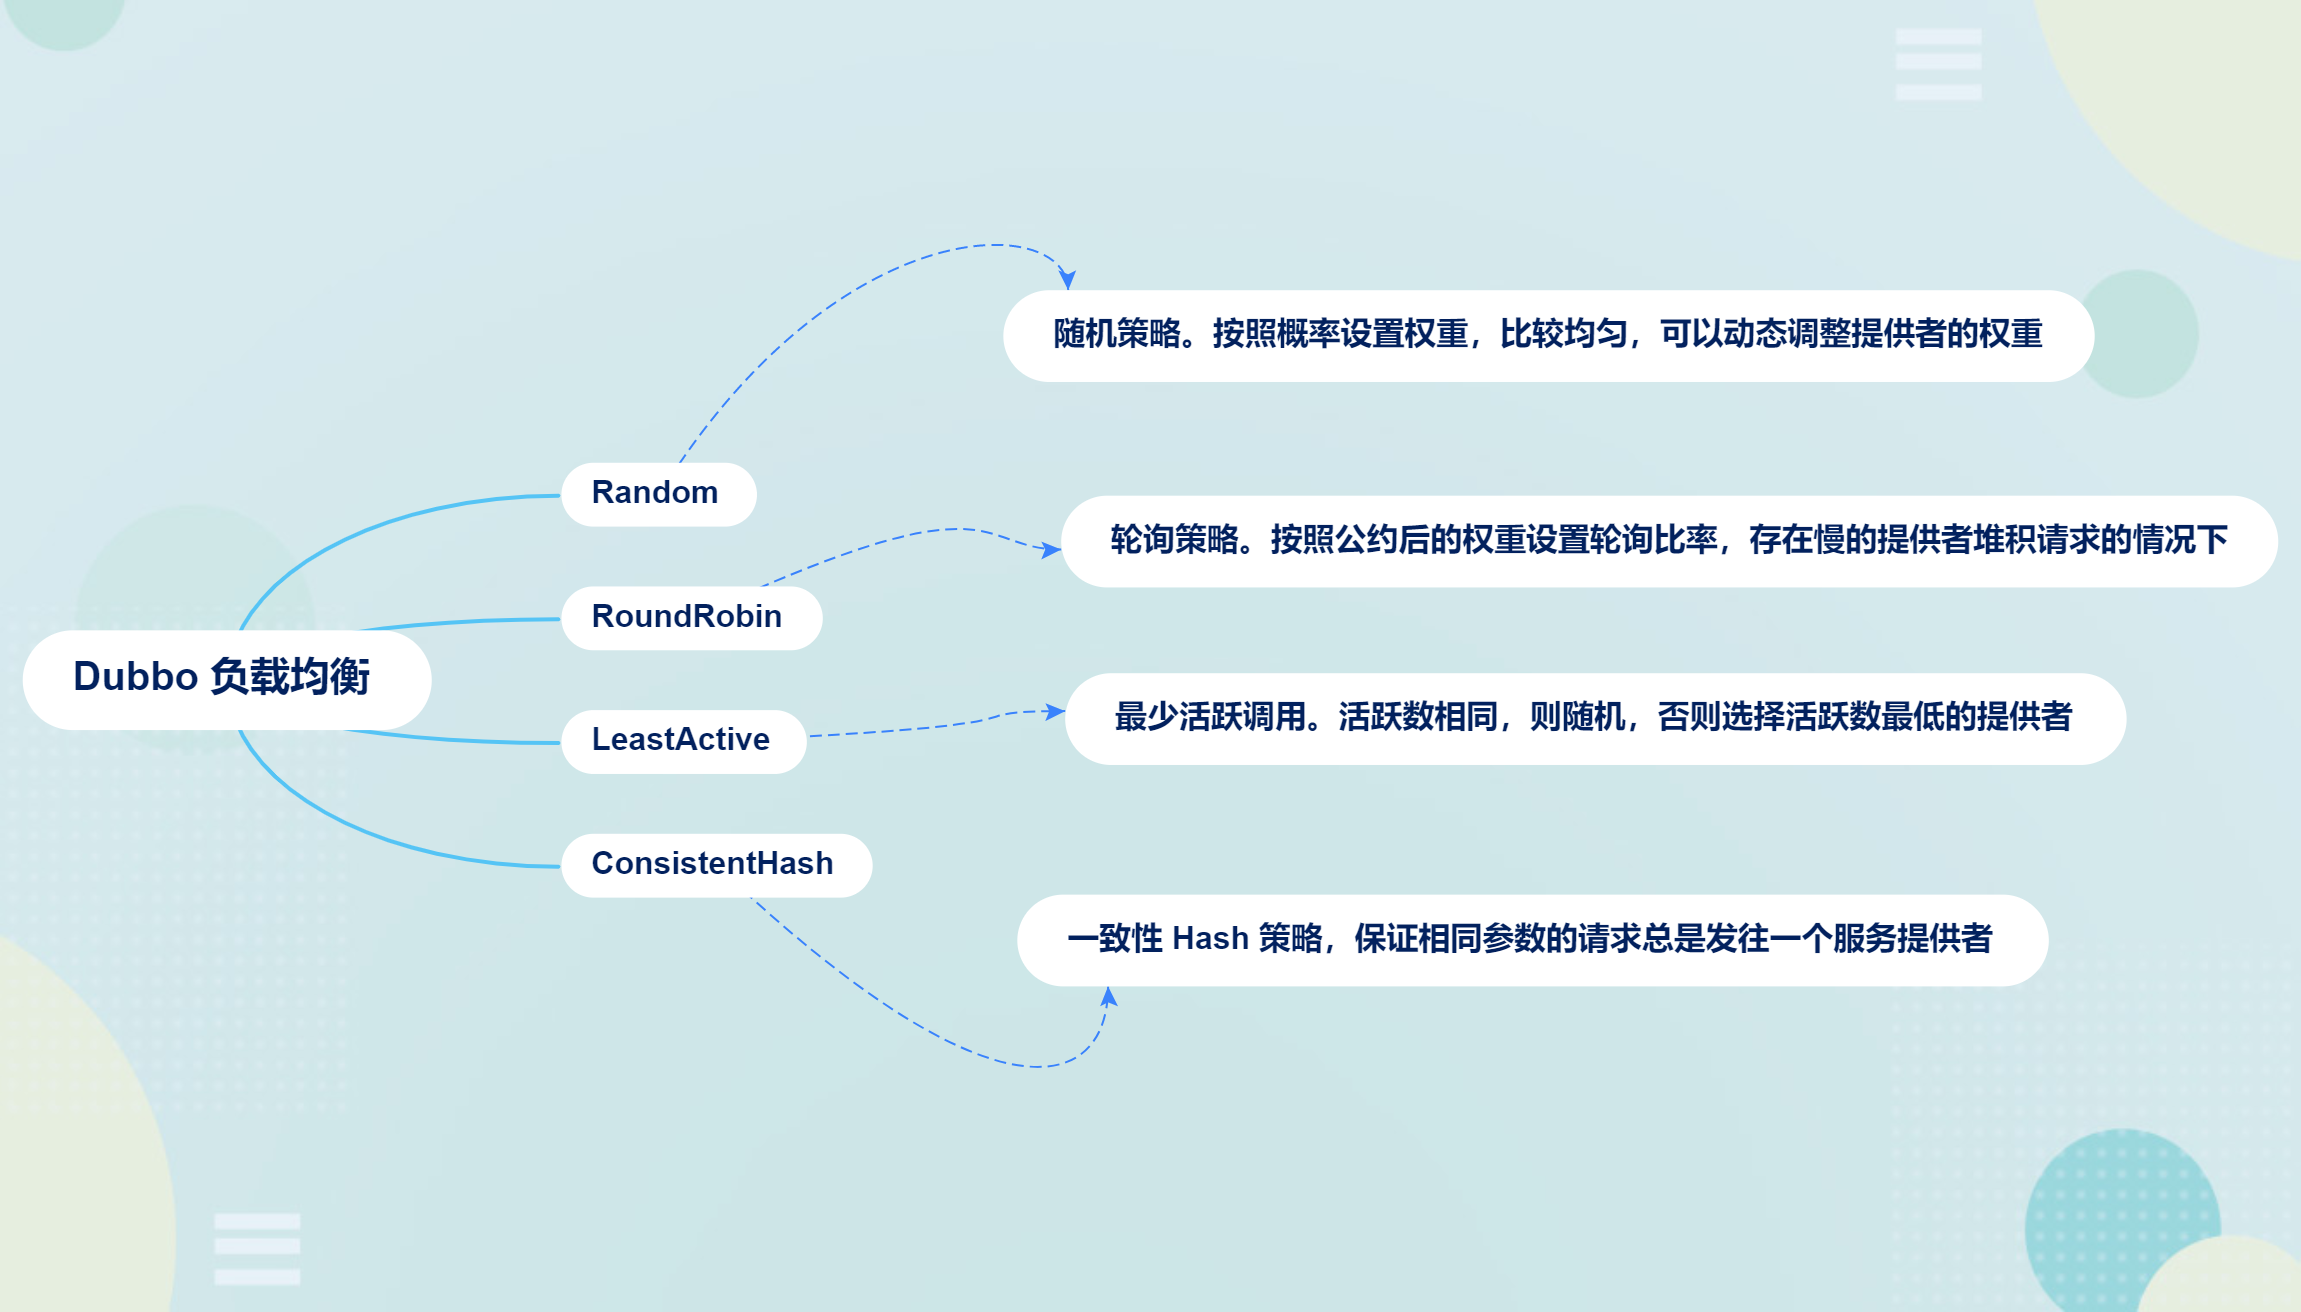 Dubbo 负载均衡
Random
随机策略。按照概率设置权重，比较均匀，可以动态调整提供者的权重
RoundRobin
轮询策略。按照公约后的权重设置轮询比率，存在慢的提供者堆积请求的情况下
LeastActive
最少活跃调用。活跃数相同，则随机，否则选择活跃数最低的提供者
ConsistentHash
一致性 Hash 策略，保证相同参数的请求总是发往一个服务提供者